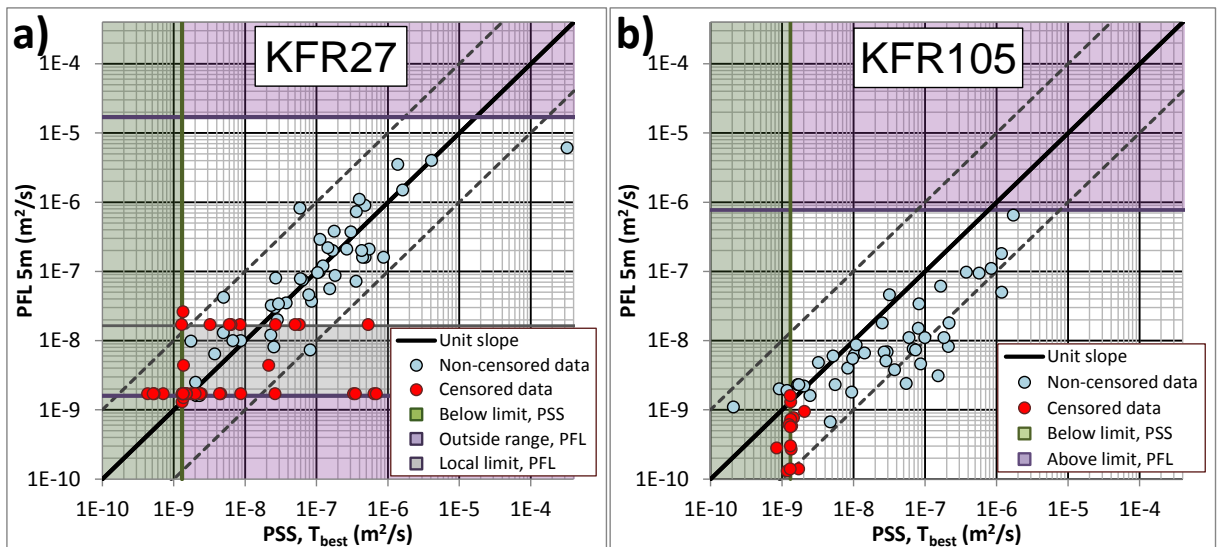 a)
KFR27
1E-4
1E-5
1E-6
1E-7
1E-8
1E-9
1E-10
PFL 5m (m²/s)
1E-10 1E-9 1E-8 1E-7 1E-6 1E-5 1E-4
PSS, Tbest (m²/s)
Unit slope
Non-censored data
Censored data
Below limit, PSS
Outside range, PFL
Local limit, PFL
b)
KFR105
1E-4
1E-5
1E-6
1E-7
1E-8
1E-9
1E-10
PFL 5m (m²/s)
1E-10 1E-9 1E-8 1E-7 1E-6 1E-5 1E-4
PSS, Tbest (m²/s)
Unit slope
Non-censored data
Censored data
Below limit, PSS
Above limit, PFL